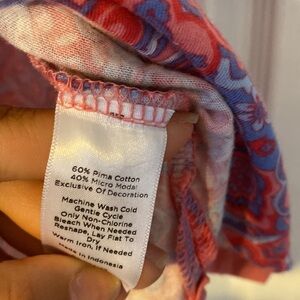 60% Pima Cotton
40% Micro Modal
Exclusive Of Decoration
Machine Wash Cold
Gentle Cycle
Only Non-Chlorine
Bleach When Needed
Reshape, Lay Flat To
Dry
Warm Iron, If Needed
Made in Indonesia